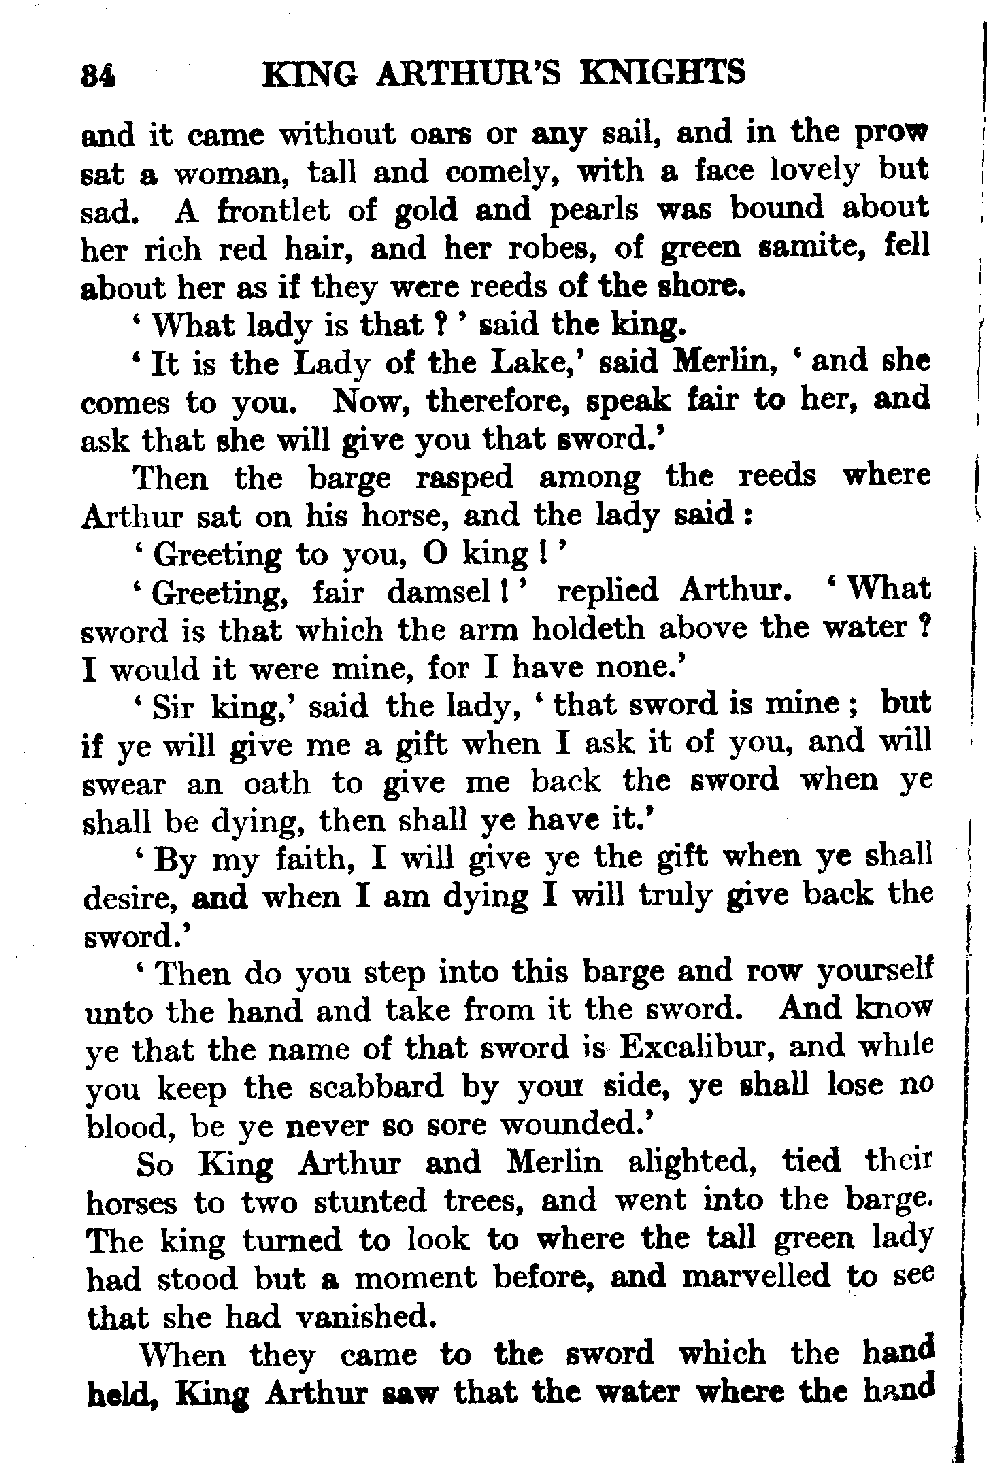 84 KING ARTHUR'S KNIGHTS
and it came without oars or any sail, and in the prow
sat a woman, tall and comely, with a face lovely but
sad. A frontlet of gold and pearls was bound about
her rich red hair, and her robes, of green samite, fell
about her as if they were reeds of the shore.
‘ What lady is that ? ’ said the king.
‘ It is the Lady of the Lake,’ said Merlin, ‘ and she
comes to you. Now, therefore, speak fair to her, and
ask that she will give you that sword.’
Then the barge rasped among the reeds where
Arthur sat on his horse, and the lady said :
‘ Greeting to you, O king ! ’
‘ Greeting, fair damsel ! ’ replied Arthur. ‘ What
sword is that which the arm holdeth above the water ?
I would it were mine, for I have none.’
‘ Sir king,’ said the lady, ‘ that sword is mine ; but
if ye will give me a gift when I ask it of you, and will
swear an oath to give me back the sword when ye
shall be dying, then shall ye have it.’
‘ By my faith, I will give ye the gift when ye shall
desire, and when I am dying I will truly give back the
sword.’
‘ Then do you step into this barge and row yourself
unto the hand and take from it the sword. And know
ye that the name of that sword is Excalibur, and while
you keep the scabbard by your side, ye shall lose no
blood, be ye never so sore wounded.’
So King Arthur and Merlin alighted, tied their
horses to two stunted trees, and went into the barge.
The king turned to look to where the tall green lady
had stood but a moment before, and marvelled to see
that she had vanished.
When they came to the sword which the hand
held, King Arthur saw that the water where the hand